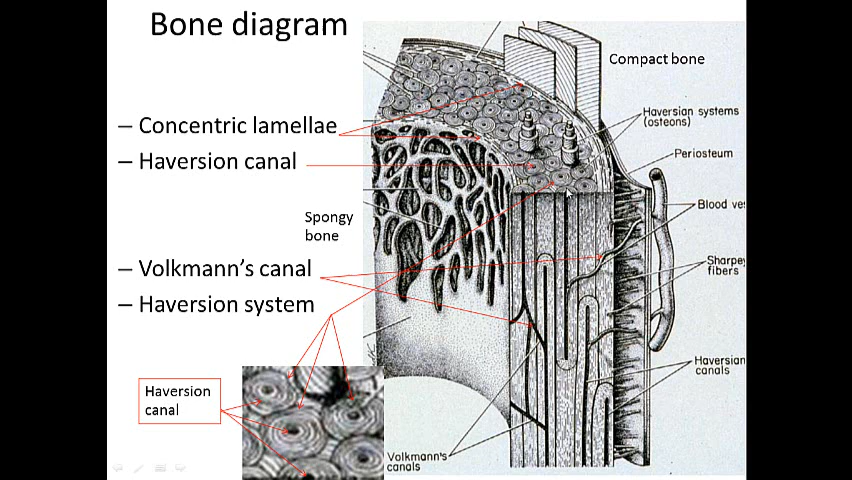 Bone diagram
Compact bone
– Concentric lamellae
– Haversion canal
Spongy
bone
– Volkmann's canal
– Haversion system
Haversion
canal
Haversian systems
(osteons)
Periosteum
Blood ves
Sharpey
fibers
Haversian
canals
Volkmann's
canals